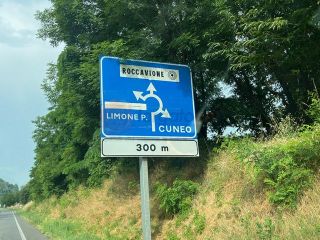 ROCCAVIONE
LIMONE P.
CUNEO
300 m